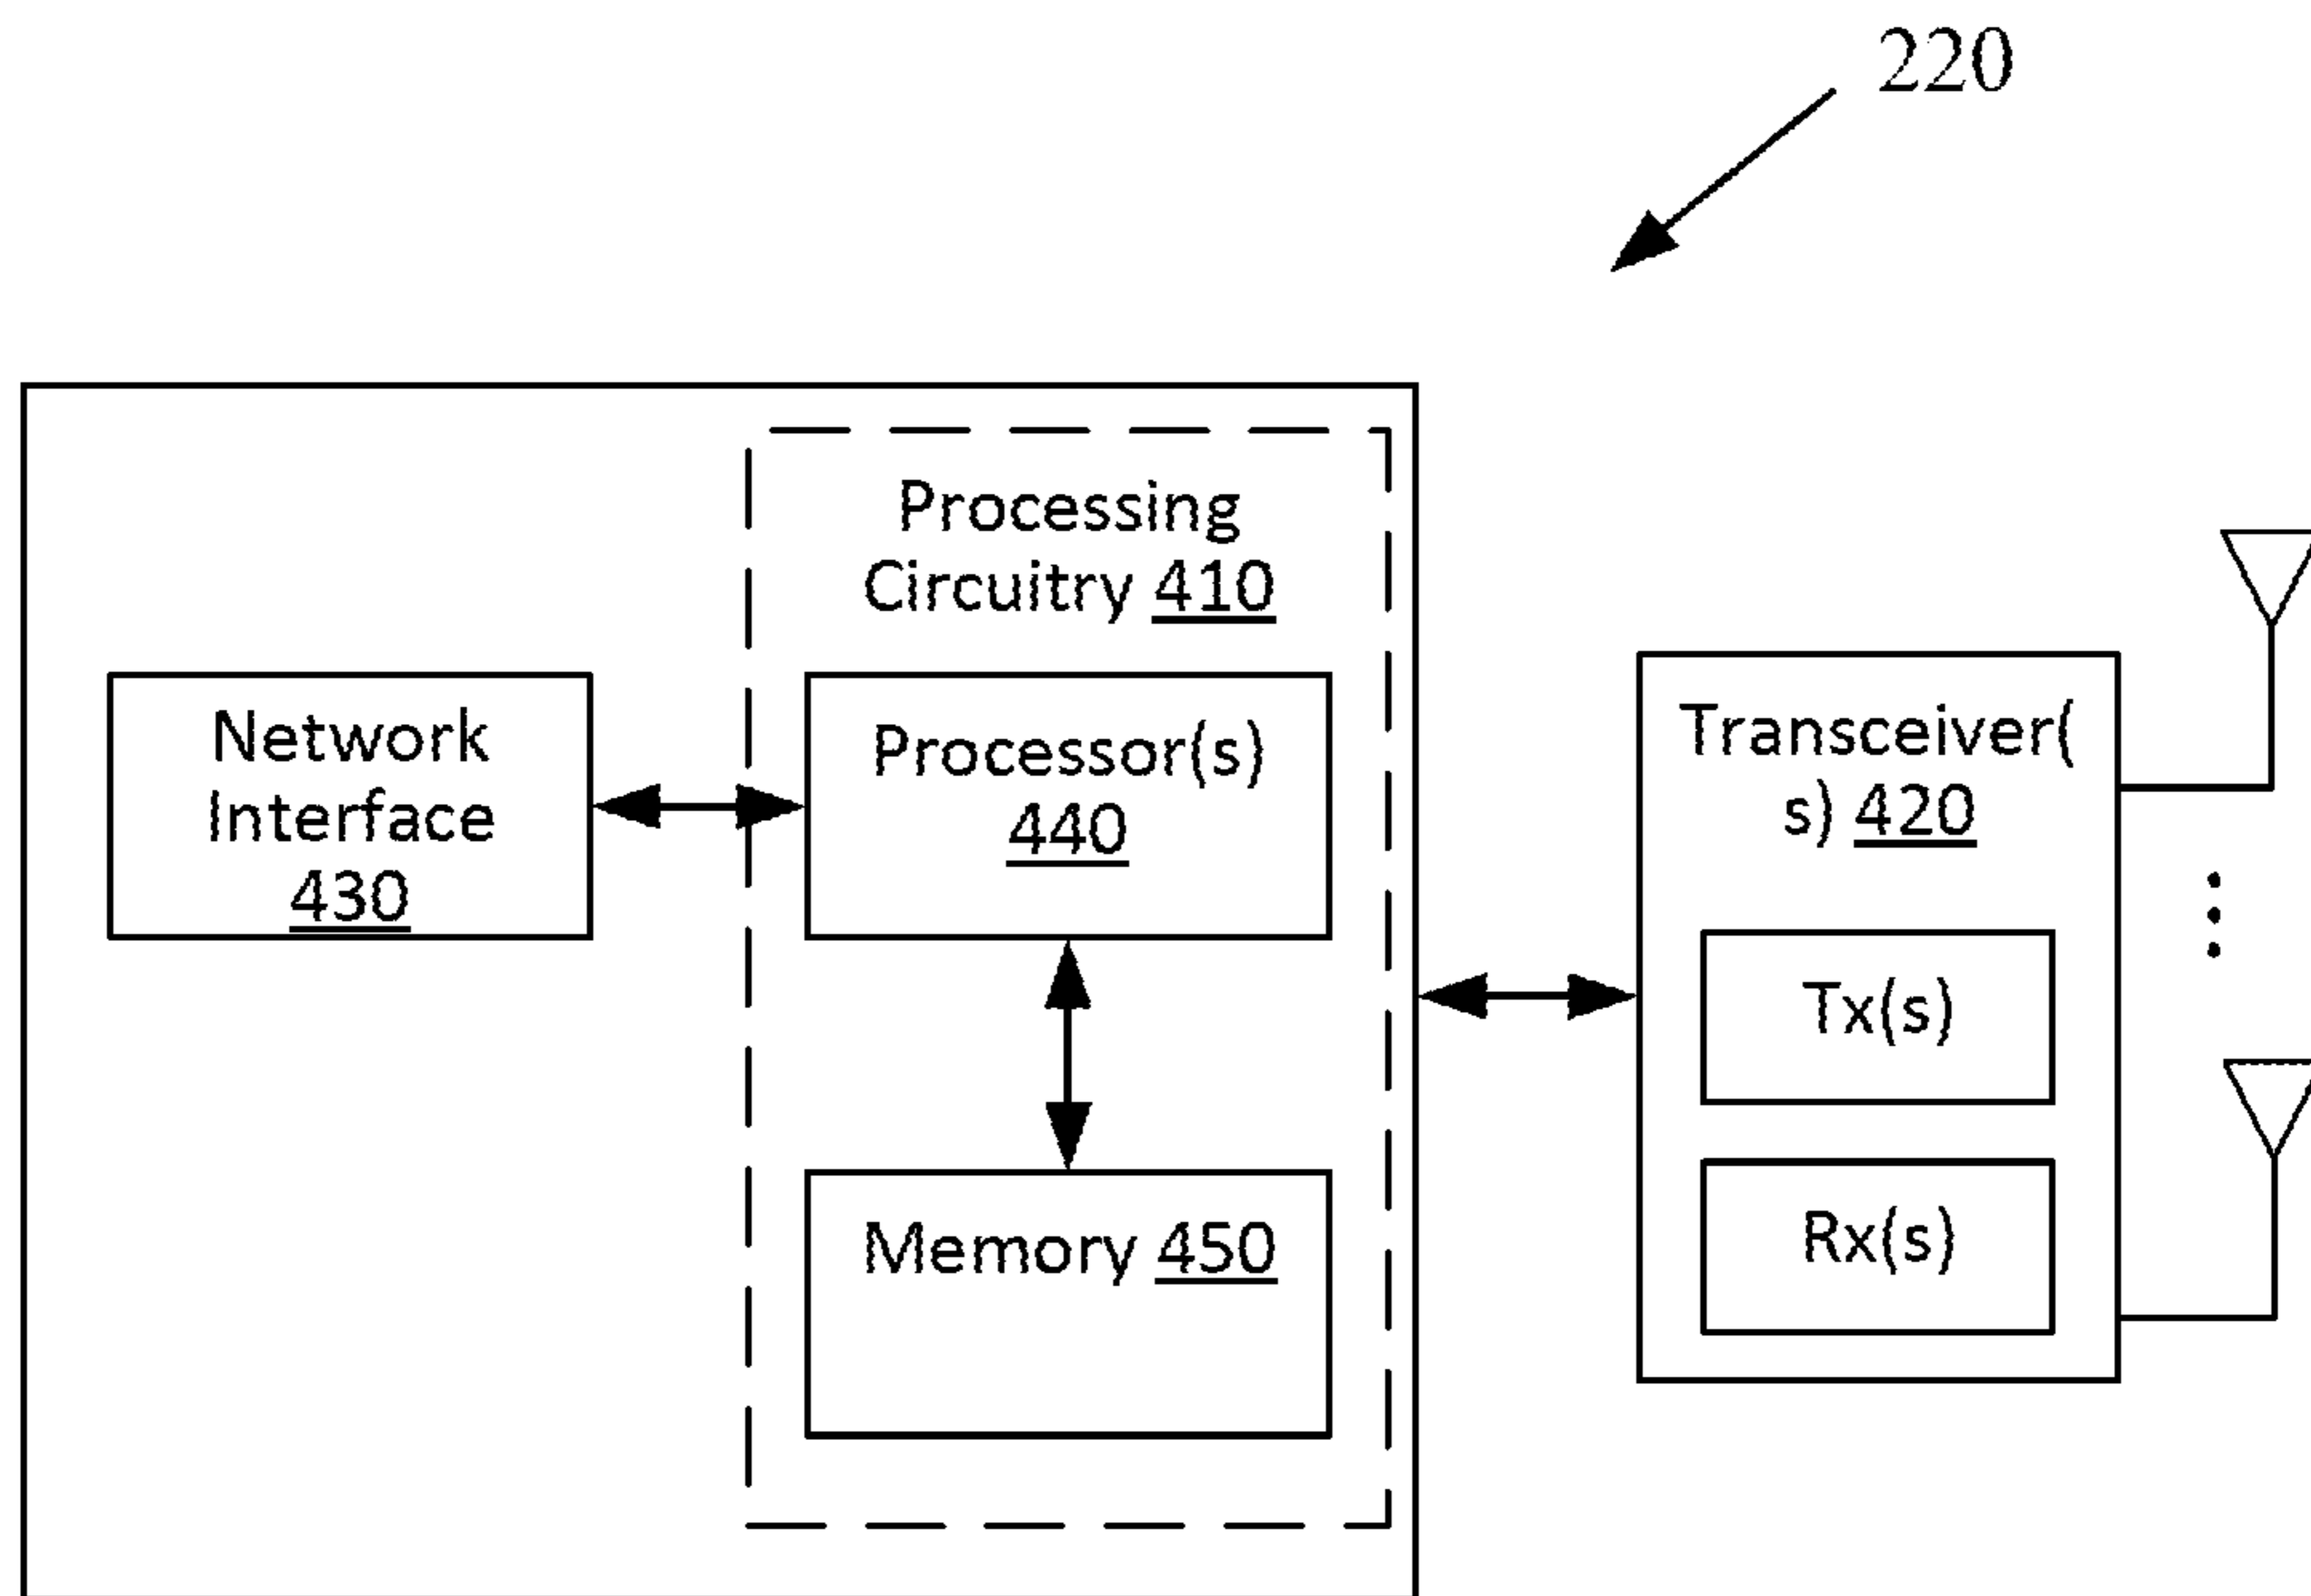 220
Processing
Circuitry 410
Network
Interface
430
Processor(s)
440
Transceiver(
s) 420
Tx(s)
Memory 450
Rx(s)